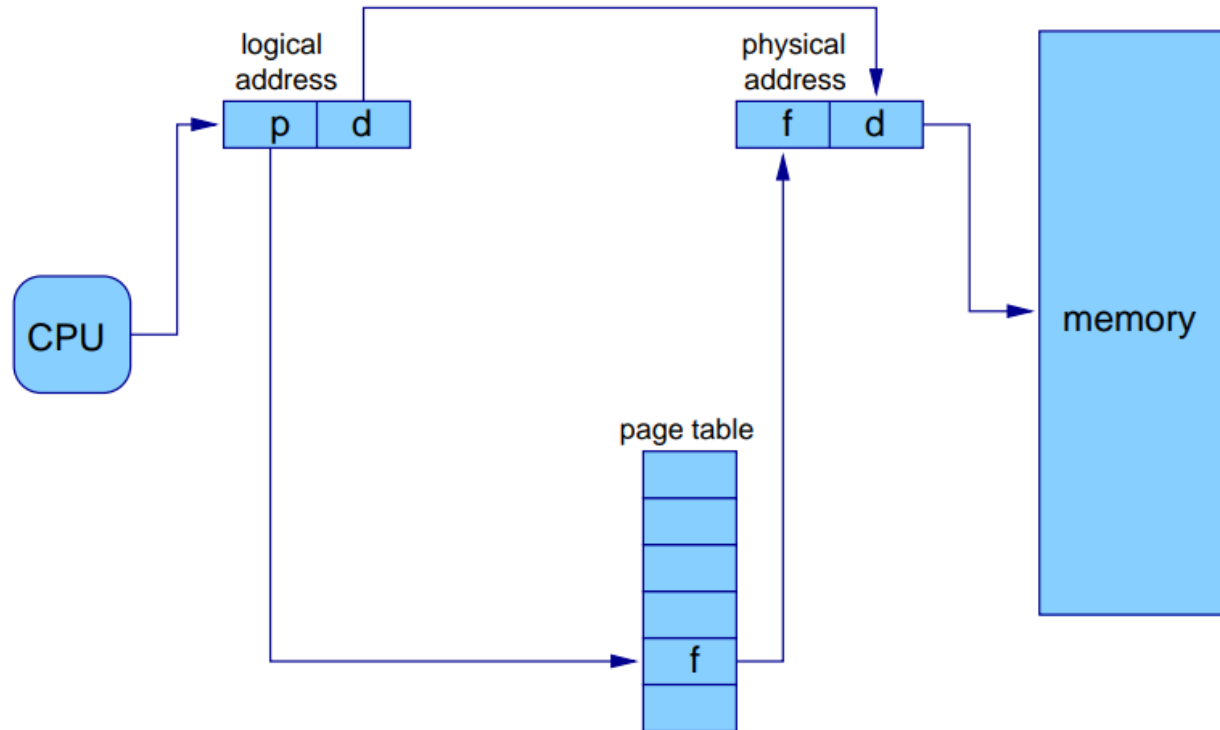 logical
address
p d
physical
address
f d
CPU
memory
page table
f